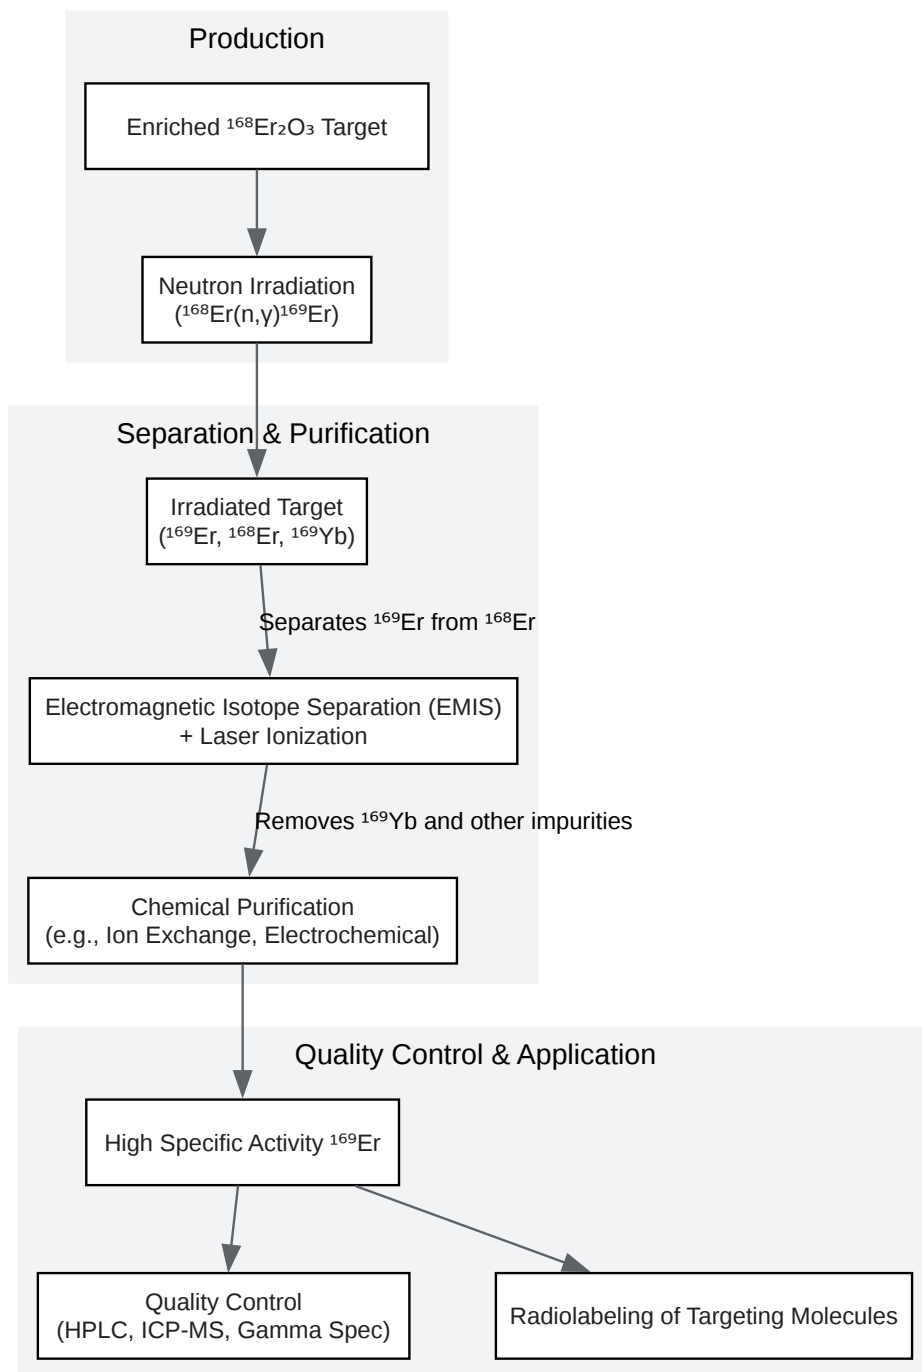 Production
Enriched ¹⁶⁸Er₂O₃ Target
Neutron Irradiation
(¹⁶⁸Er(n,γ)¹⁶⁹Er)
Separation & Purification
Irradiated Target
(¹⁶⁹Er, ¹⁶⁸Er, ¹⁶⁹Yb)
Separates ¹⁶⁹Er from ¹⁶⁸Er
Electromagnetic Isotope Separation (EMIS)
+ Laser Ionization
Removes ¹⁶⁹Yb and other impurities
Chemical Purification
(e.g., Ion Exchange, Electrochemical)
Quality Control & Application
High Specific Activity ¹⁶⁹Er
Quality Control
(HPLC, ICP-MS, Gamma Spec)
Radiolabeling of Targeting Molecules